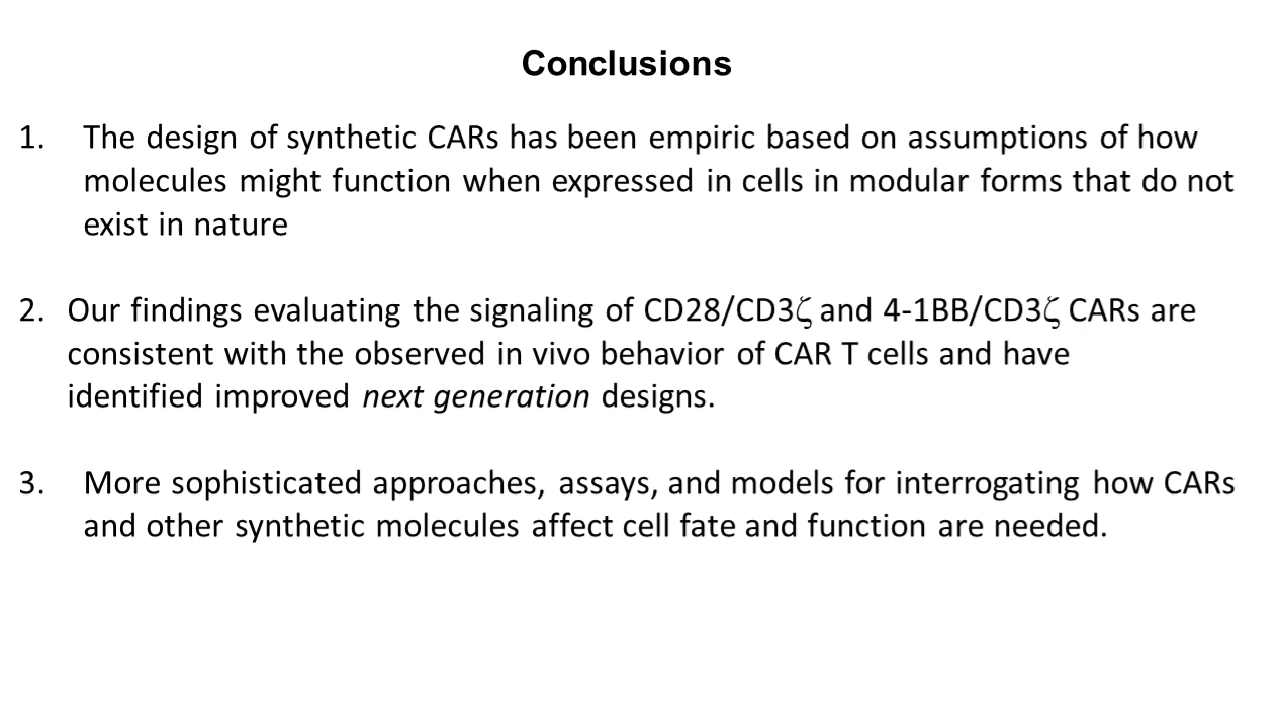 Conclusions
1. The design of synthetic CARs has been empiric based on assumptions of how
molecules might function when expressed in cells in modular forms that do not
exist in nature
2. Our findings evaluating the signaling of CD28/CD3ζ and 4-1BB/CD3ζ CARs are
consistent with the observed in vivo behavior of CAR T cells and have
identified improved next generation designs.
3. More sophisticated approaches, assays, and models for interrogating how CARs
and other synthetic molecules affect cell fate and function are needed.